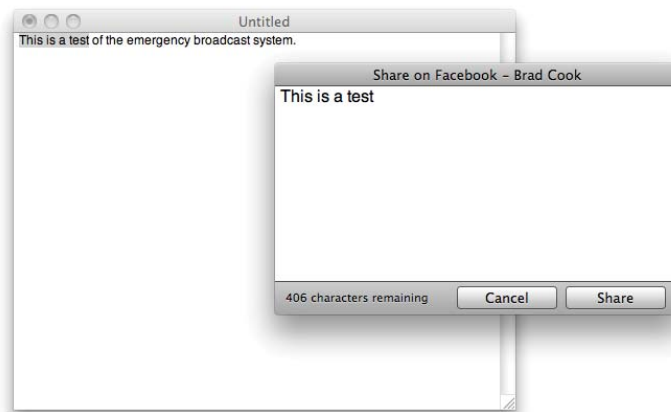 Untitled
This is a test of the emergency broadcast system.
Share on Facebook – Brad Cook
This is a test
406 characters remaining
Cancel
Share